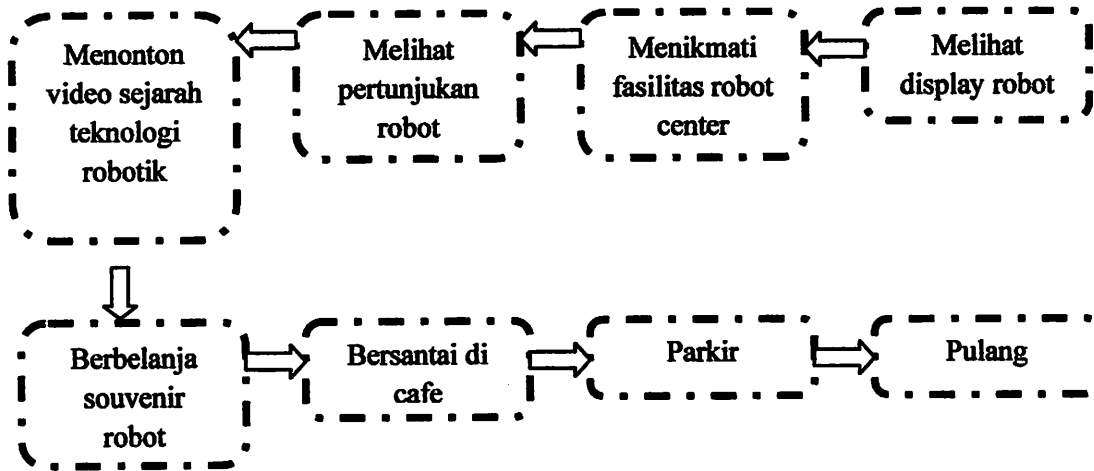 Menonton
video sejarah
teknologi
robotik
Melihat
pertunjukan
robot
Menikmati
fasilitas robot
center
Melihat
display robot
Berbelanja
souvenir
robot
Bersantai di
cafe
Parkir
Pulang